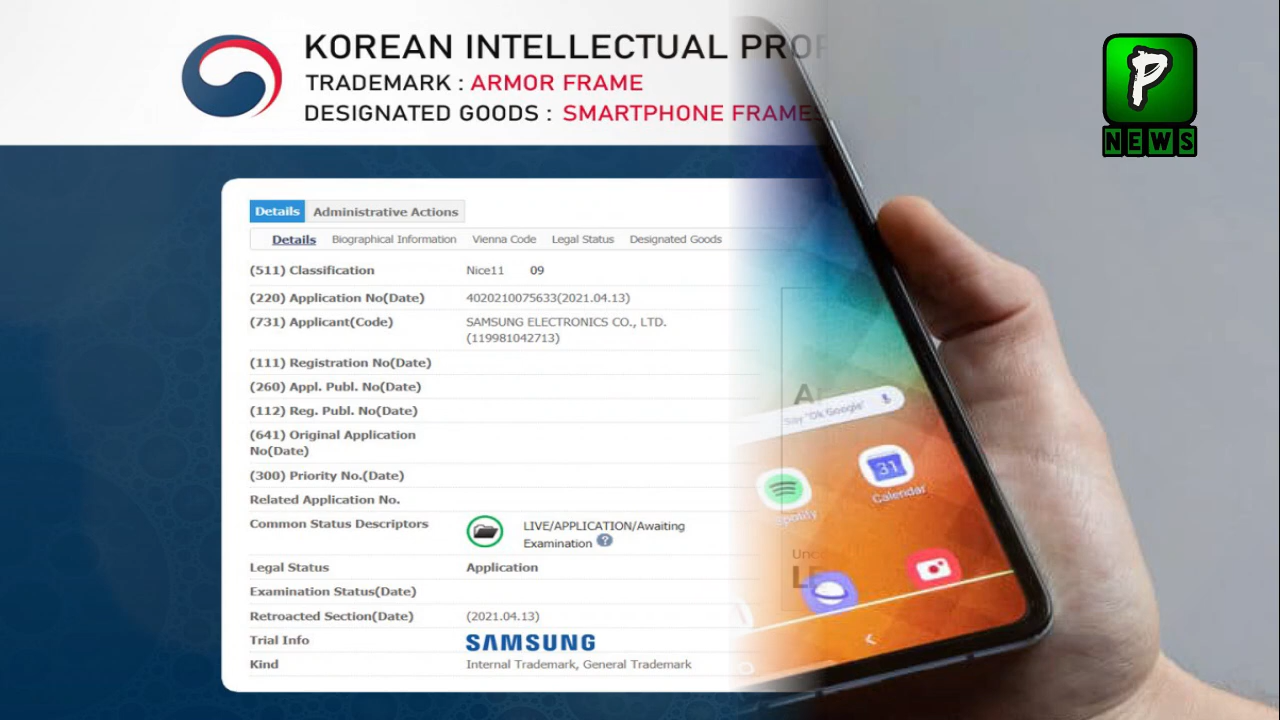 KOREAN INTELLECTUAL PROP
TRADEMARK : ARMOR FRAME
DESIGNATED GOODS : SMARTPHONE FRAMES
P
NEWS
Details Administrative Actions
Details Biographical Information Vienna Code Legal Status Designated Goods
(511) Classification Nice11 09
(220) Application No(Date) 4020210075633(2021.04.13)
(731) Applicant(Code) SAMSUNG ELECTRONICS CO., LTD.
(119981042713)
(111) Registration No(Date)
(260) Appl. Publ. No(Date)
(112) Reg. Publ. No(Date)
(641) Original Application
No(Date)
(300) Priority No.(Date)
Related Application No.
Common Status Descriptors LIVE/APPLICATION/Awaiting
Examination ?
Legal Status Application
Examination Status(Date)
Retroacted Section(Date) (2021.04.13)
Trial Info SAMSUNG
Kind Internal Trademark, General Trademark
Say "Ok Google"
31
Calendar
Spotify